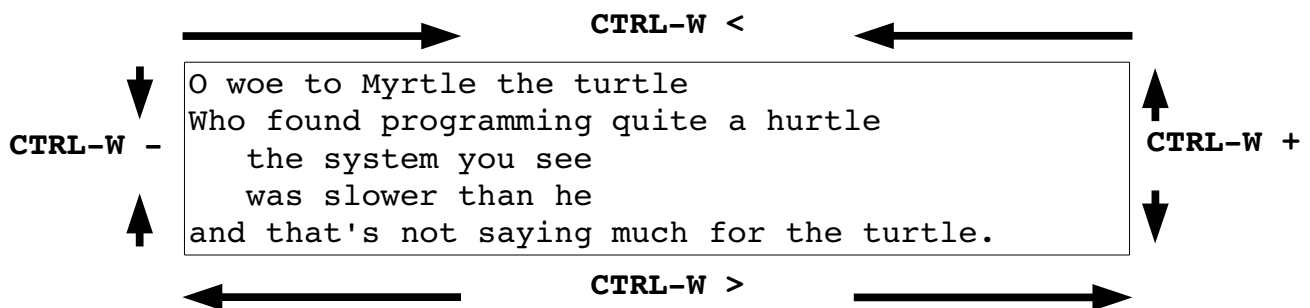 CTRL-W <
O woe to Myrtle the turtle
Who found programming quite a hurtle
CTRL-W -
CTRL-W +
the system you see
was slower than he
and that's not saying much for the turtle.
CTRL-W >